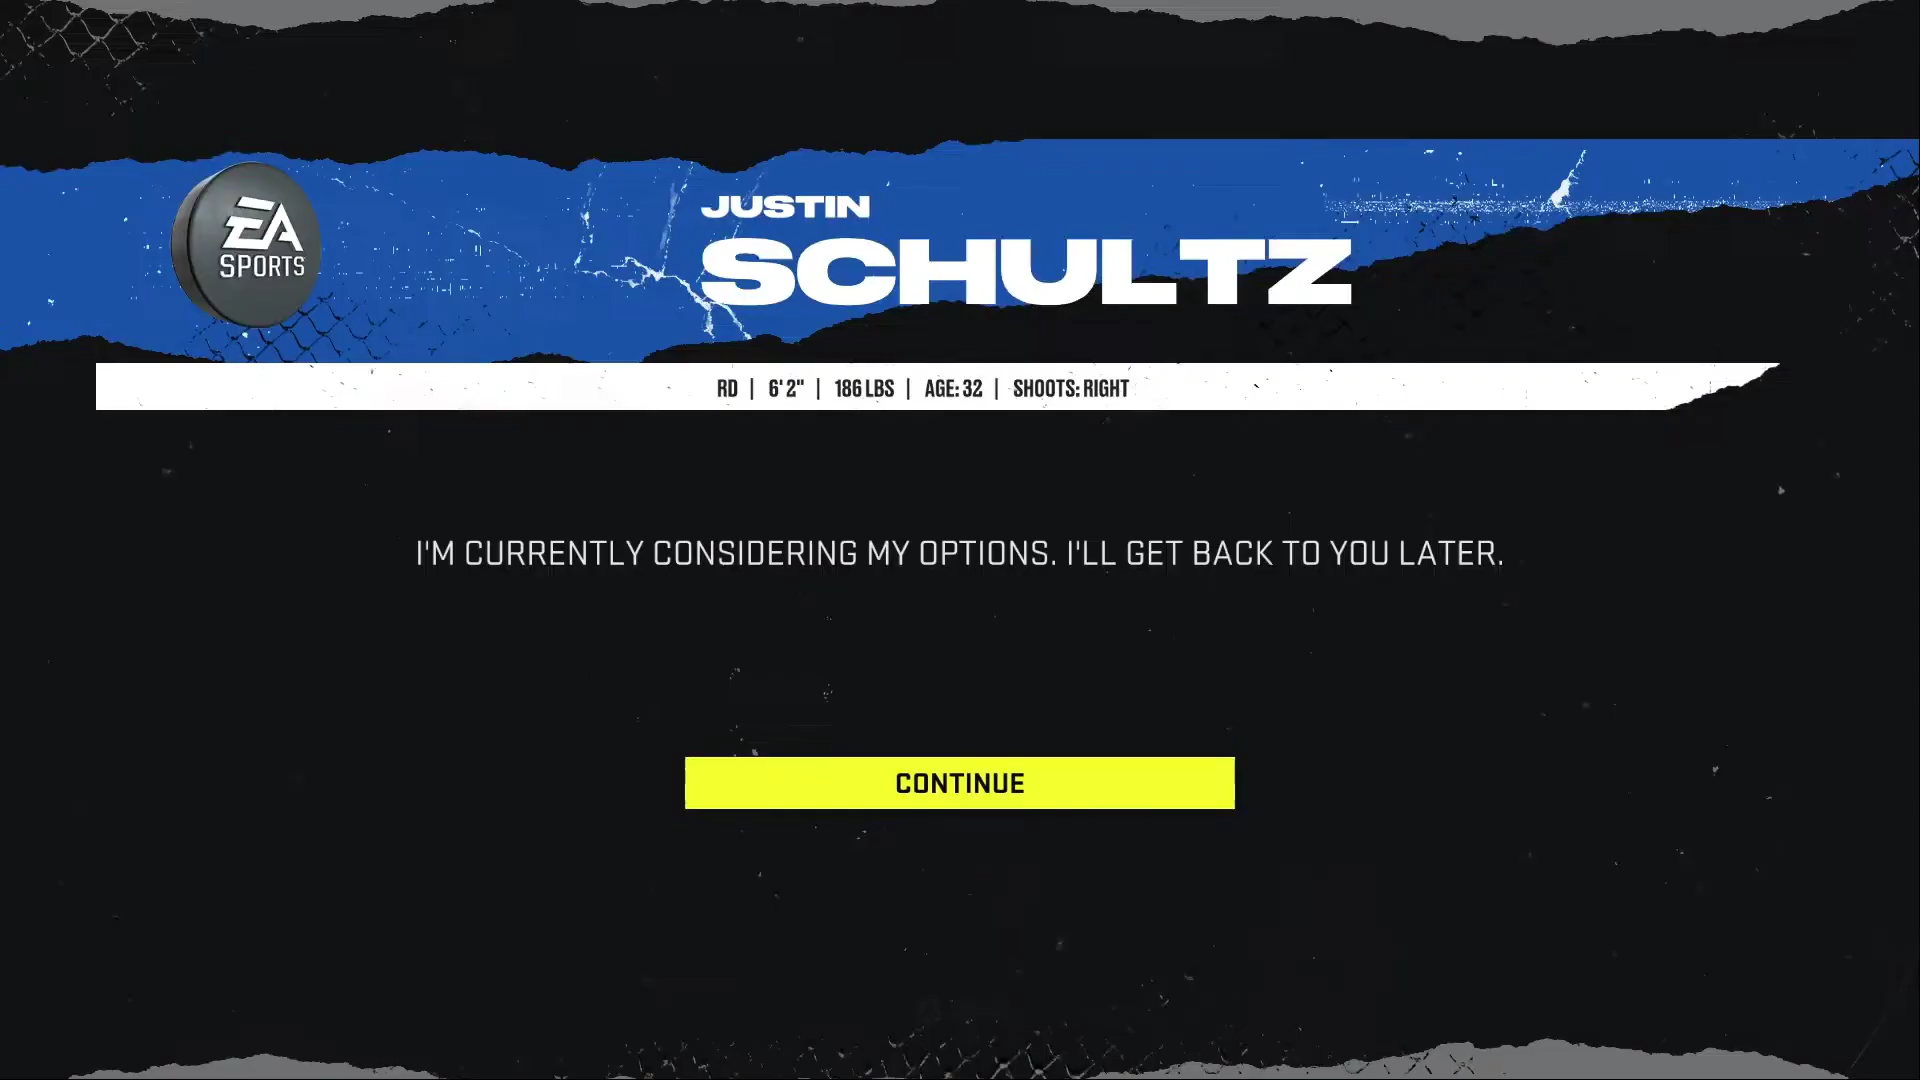 EA
SPORTS
JUSTIN
SCHULTZ
RD | 6' 2" | 186 LBS | AGE: 32 | SHOOTS: RIGHT
I'M CURRENTLY CONSIDERING MY OPTIONS. I'LL GET BACK TO YOU LATER.
CONTINUE